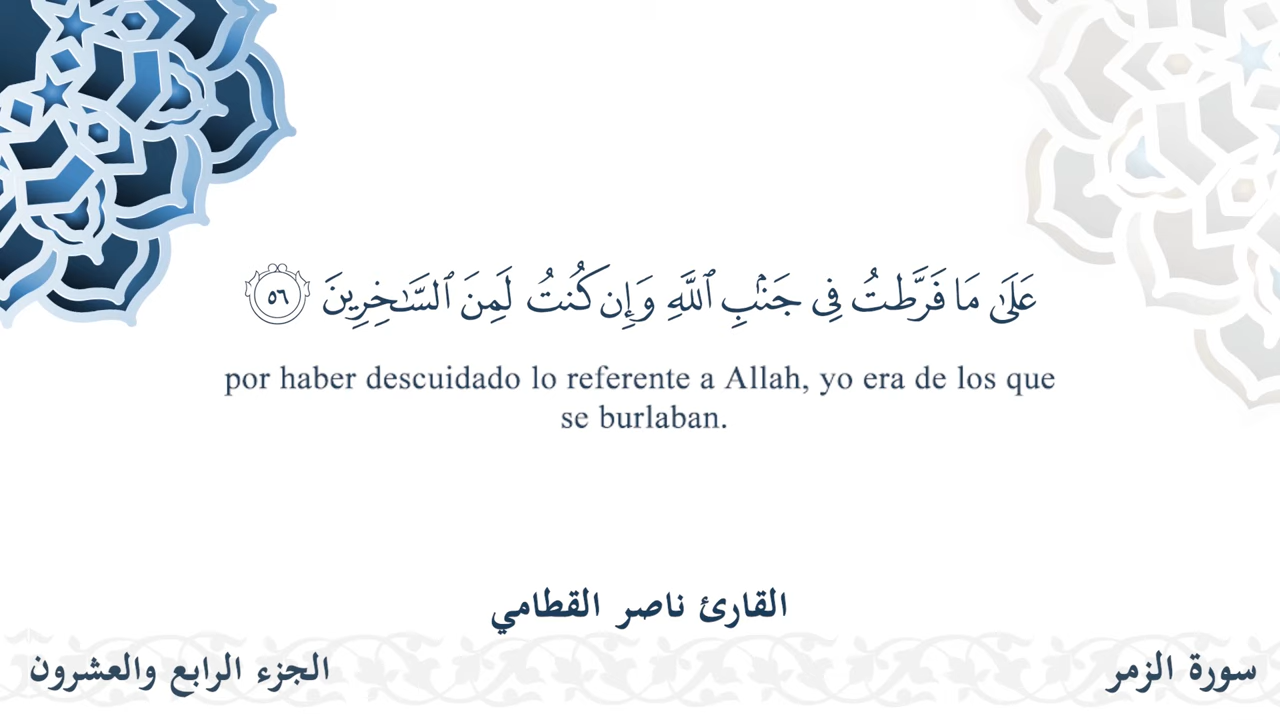 عَلَىٰ مَا فَرَّطتُ فِى جَنۢبِ ٱللَّهِ وَإِن كُنتُ لَمِنَ ٱلسَّـٰخِرِينَ ٥٦
por haber descuidado lo referente a Allah, yo era de los que
se burlaban.
القارئ ناصر القطامي
سورة الزمر
الجزء الرابع والعشرون